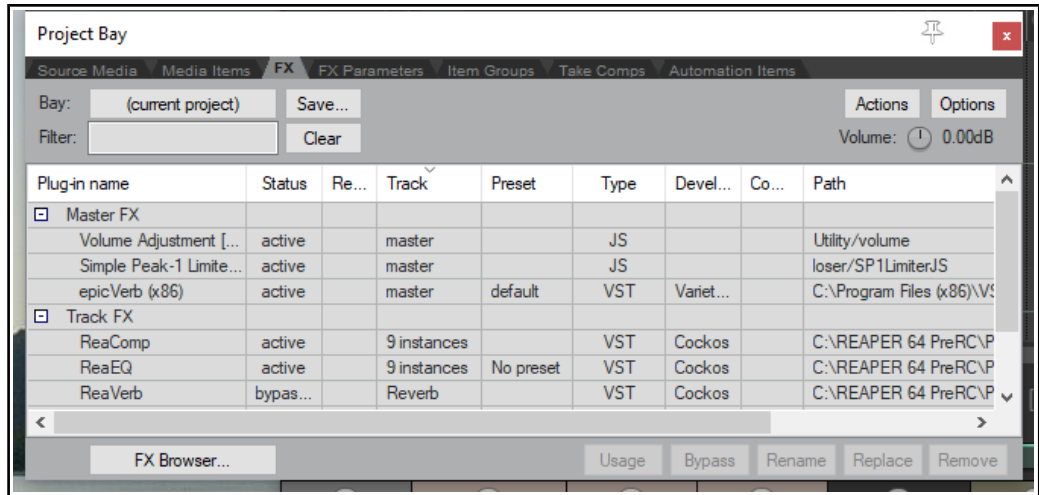 Project Bay
Source Media Media Items FX FX Parameters Item Groups Take Comps Automation Items
Bay: (current project) Save... Actions Options
Filter: Clear Volume: 0.00dB
Plug-in name Status Re... Track Preset Type Devel... Co... Path
Master FX
Volume Adjustment [... active master JS Utility/volume
Simple Peak-1 Limite... active master JS loser/SP1LimiterJS
epicVerb (x86) active master default VST Variet... C:\Program Files (x86)\VS
Track FX
ReaComp active 9 instances VST Cockos C:\REAPER 64 PreRC\P
ReaEQ active 9 instances No preset VST Cockos C:\REAPER 64 PreRC\P
ReaVerb bypas... Reverb VST Cockos C:\REAPER 64 PreRC\P
FX Browser... Usage Bypass Rename Replace Remove